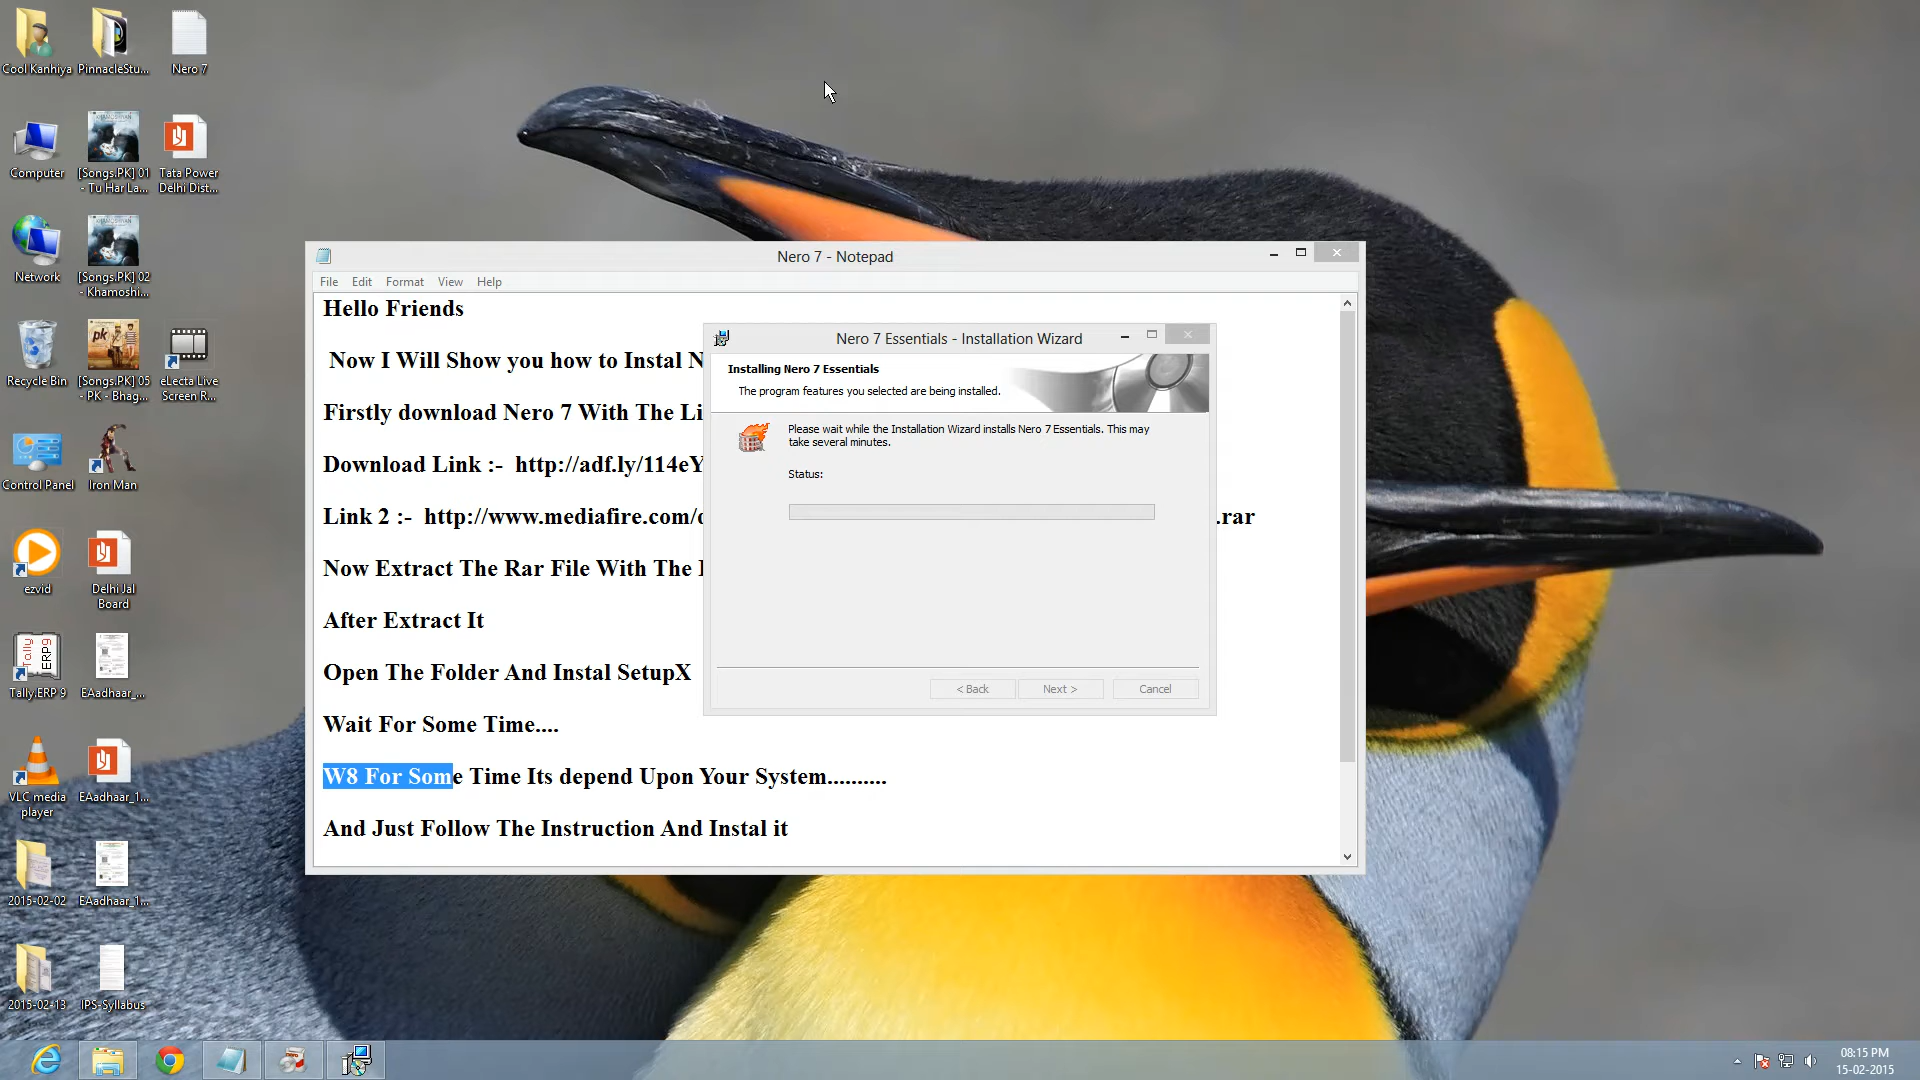 Cool Kanhiya
PinnacleStu...
Nero 7
Computer
[Songs.PK] 01
- Tu Har La...
Tata Power
Delhi Dist...
Network
[Songs.PK] 02
- Khamoshi...
Recycle Bin
[Songs.PK] 05
- PK - Bhag...
eLecta Live
Screen R...
Control Panel
Iron Man
ezvid
Delhi Jal
Board
Tally.ERP 9
EAadhaar_...
VLC media
player
EAadhaar_1...
2015-02-02
EAadhaar_1...
2015-02-13
IPS-Syllabus
Nero 7 - Notepad
File Edit Format View Help
Hello Friends
Now I Will Show you how to Instal N
Firstly download Nero 7 With The Li
Download Link :- http://adf.ly/114eY
Link 2 :- http://www.mediafire.com/ .rar
Now Extract The Rar File With The
After Extract It
Open The Folder And Instal SetupX
Wait For Some Time....
W8 For Some Time Its depend Upon Your System..........
And Just Follow The Instruction And Instal it
Nero 7 Essentials - Installation Wizard
Installing Nero 7 Essentials
The program features you selected are being installed.
Please wait while the Installation Wizard installs Nero 7 Essentials. This may
take several minutes.
Status:
< Back
Next >
Cancel
08:15 PM
15-02-2015